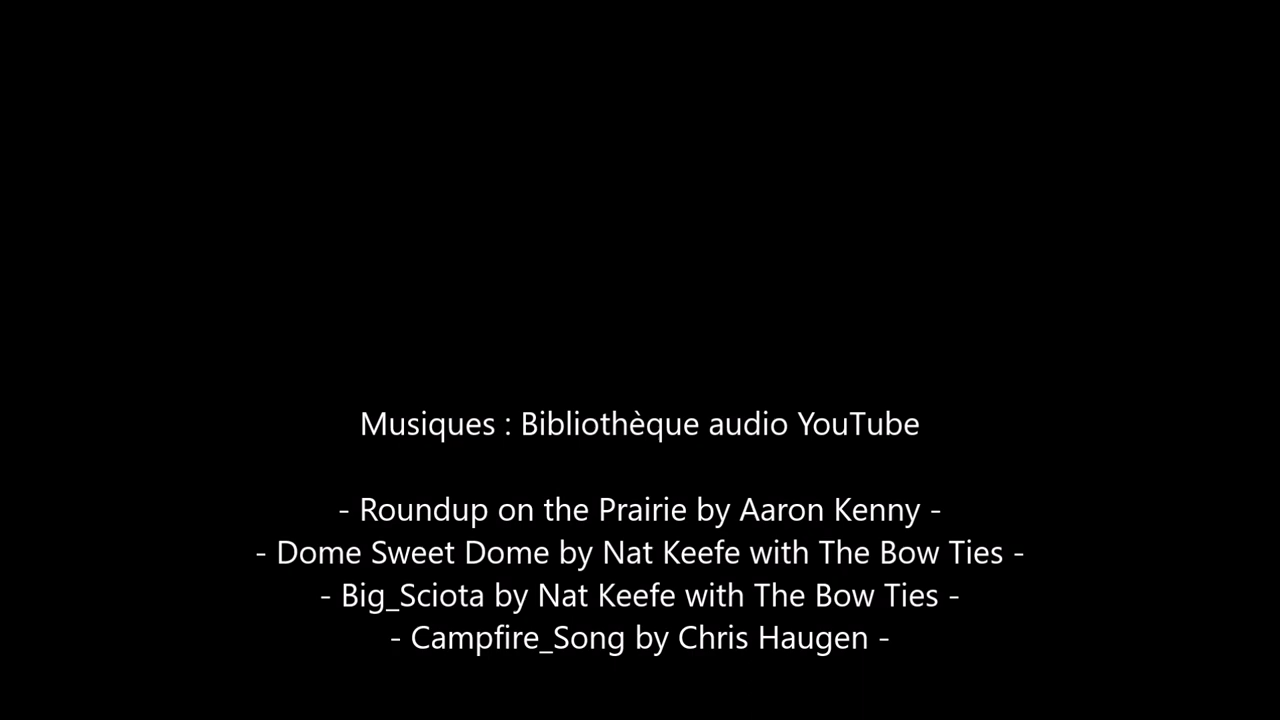 Musiques : Bibliothèque audio YouTube
- Roundup on the Prairie by Aaron Kenny -
- Dome Sweet Dome by Nat Keefe with The Bow Ties -
- Big_Sciota by Nat Keefe with The Bow Ties -
- Campfire_Song by Chris Haugen -